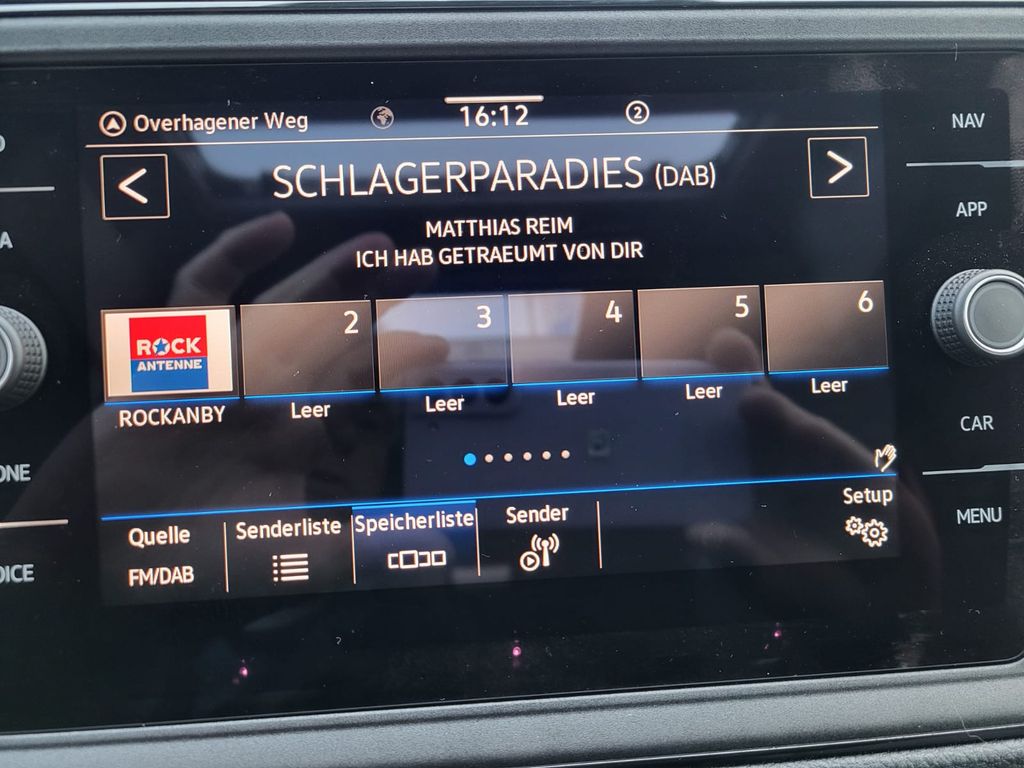 Overhagener Weg
16:12
2
NAV
<
SCHLAGERPARADIES (DAB)
>
APP
MATTHIAS REIM
ICH HAB GETRAEUMT VON DIR
ROCK
ANTENNE
2
3
4
5
6
ROCKANBY
Leer
Leer
Leer
Leer
Leer
CAR
Quelle
FM/DAB
Senderliste
Speicherliste
Sender
Setup
MENU